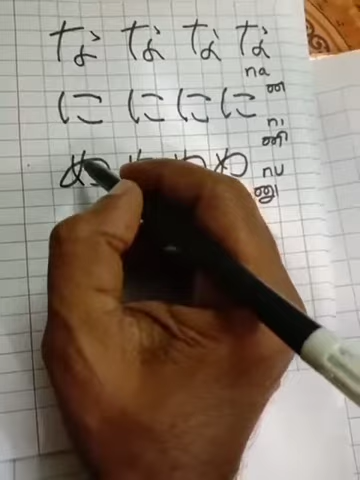 な な な な
na
ன
に に に に
ni
னி
ぬ
nu
னு